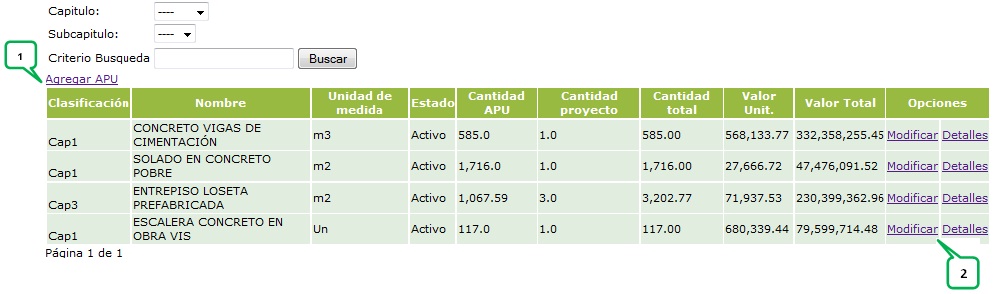 Capitulo: ----
Subcapitulo: ----
1
Criterio Busqueda Buscar
Agregar APU
Clasificación Nombre Unidad de medida Estado Cantidad APU Cantidad proyecto Cantidad total Valor Unit. Valor Total Opciones
Cap1 CONCRETO VIGAS DE CIMENTACIÓN m3 Activo 585.0 1.0 585.00 568,133.77 332,358,255.45 Modificar Detalles
Cap1 SOLADO EN CONCRETO POBRE m2 Activo 1,716.0 1.0 1,716.00 27,666.72 47,476,091.52 Modificar Detalles
Cap3 ENTREPISO LOSETA PREFABRICADA m2 Activo 1,067.59 3.0 3,202.77 71,937.53 230,399,362.96 Modificar Detalles
Cap1 ESCALERA CONCRETO EN OBRA VIS Un Activo 117.0 1.0 117.00 680,339.44 79,599,714.48 Modificar Detalles
Página 1 de 1
2